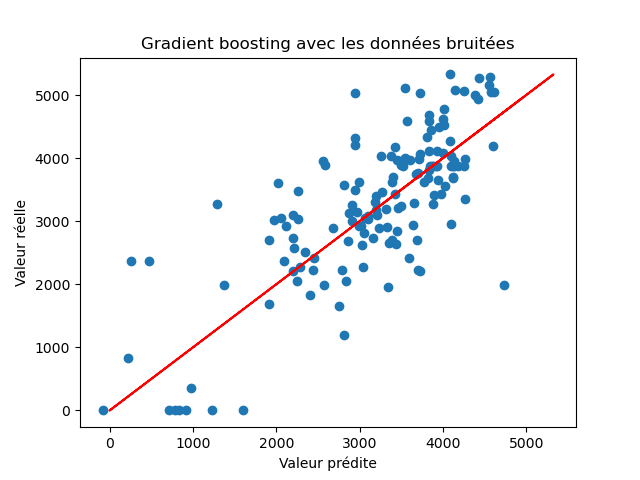 Gradient boosting avec les données bruitées
5000
4000
3000
2000
1000
0
Valeur réelle
0 1000 2000 3000 4000 5000
Valeur prédite